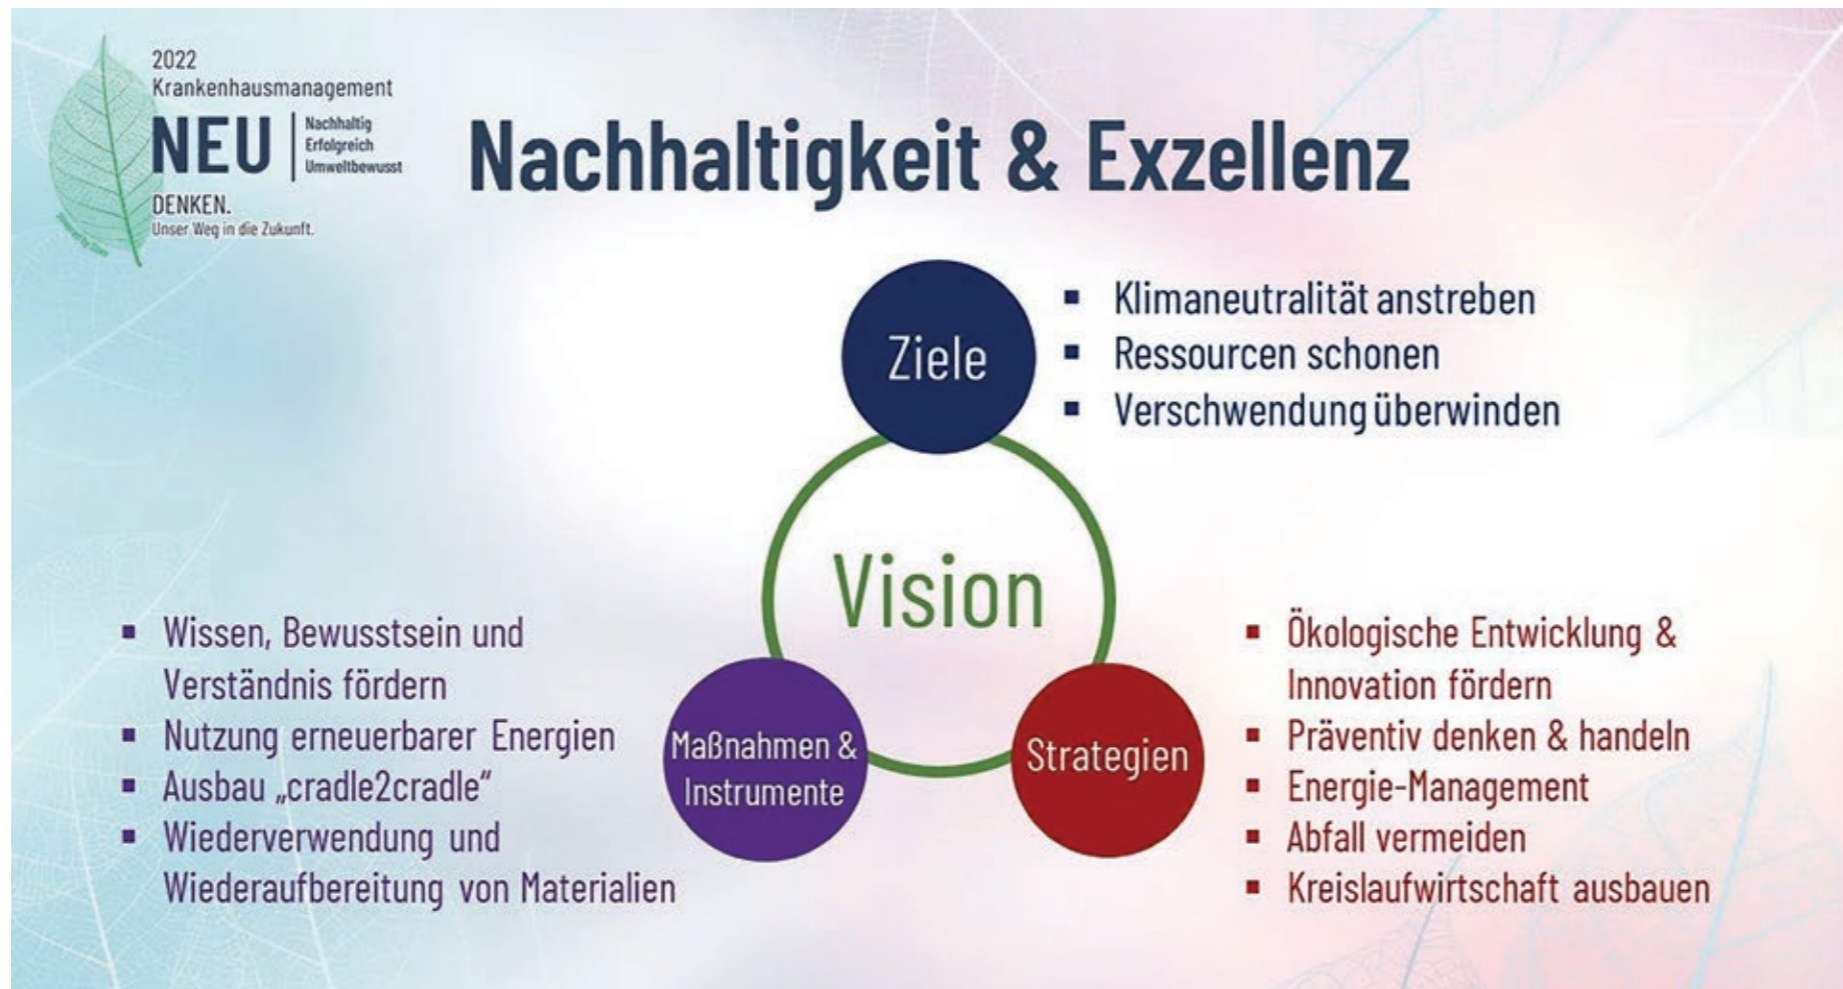 2022
Krankenhausmanagement
NEU
Nachhaltig
Erfolgreich
Umweltbewusst
DENKEN.
Unser Weg in die Zukunft.
Nachhaltigkeit & Exzellenz
Ziele
▪ Klimaneutralität anstreben
▪ Ressourcen schonen
▪ Verschwendung überwinden
Vision
▪ Wissen, Bewusstsein und
Verständnis fördern
▪ Nutzung erneuerbarer Energien
▪ Ausbau „cradle2cradle“
▪ Wiederverwendung und
Wiederaufbereitung von Materialien
Maßnahmen &
Instrumente
Strategien
▪ Ökologische Entwicklung &
Innovation fördern
▪ Präventiv denken & handeln
▪ Energie-Management
▪ Abfall vermeiden
▪ Kreislaufwirtschaft ausbauen